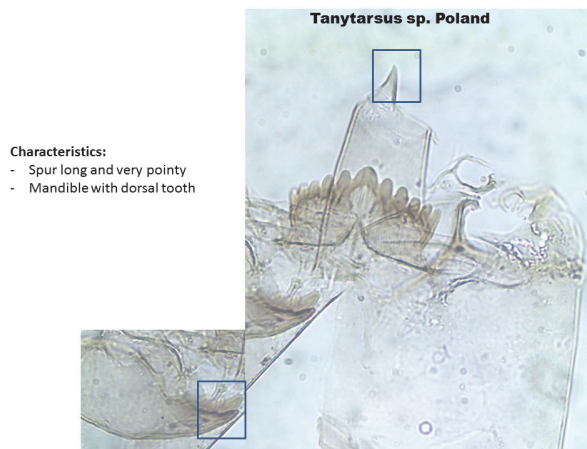 Tanytarsus sp. Poland
Characteristics:
- Spur long and very pointy
- Mandible with dorsal tooth